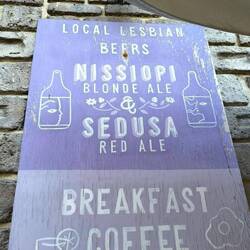 LOCAL LESBIAN
BEERS
NISSIOPI
BLONDE ALE
&
SEDUSA
RED ALE
BREAKFAST
COFFEE